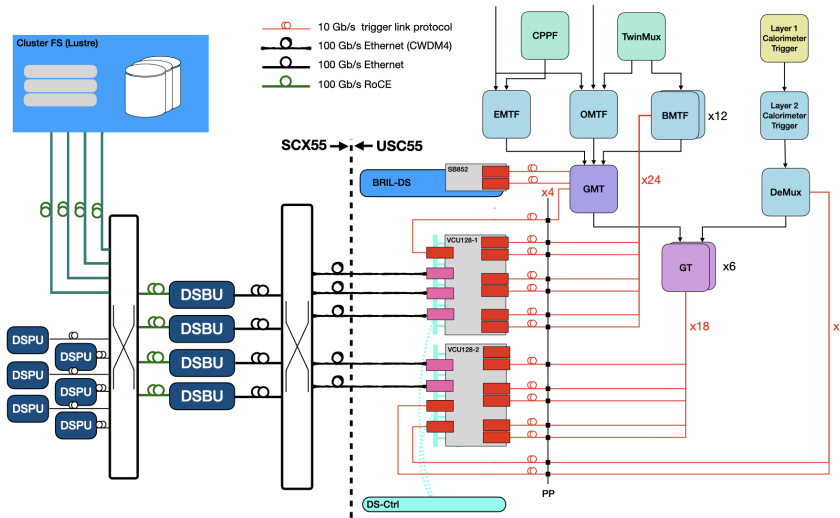 10 Gb/s trigger link protocol
100 Gb/s Ethernet (CWDM4)
100 Gb/s Ethernet
100 Gb/s RoCE
Cluster FS (Lustre)
CPPF
TwinMux
Layer 1
Calorimeter
Trigger
EMTF
OMTF
BMTF
x12
Layer 2
Calorimeter
Trigger
SCX55
USC55
BRIL-DS
SB852
x4
GMT
x24
DeMux
VCU128-1
GT
x6
x18
x
DSBU
DSBU
DSBU
DSBU
DSPU
DSPU
DSPU
DSPU
DSPU
DSPU
VCU128-2
PP
DS-Ctrl